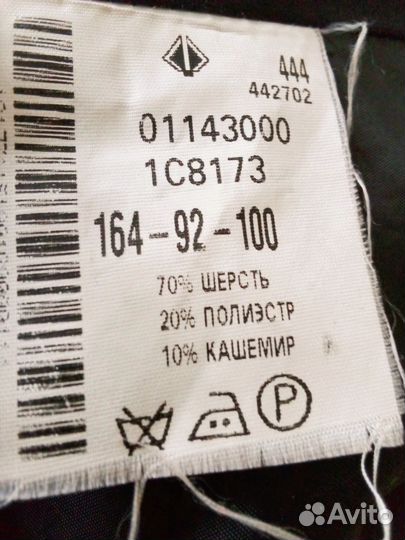 444
442702
01143000
1C8173
164-92-100
70% ШЕРСТЬ
20% ПОЛИЭСТР
10% КАШЕМИР
P
Avito